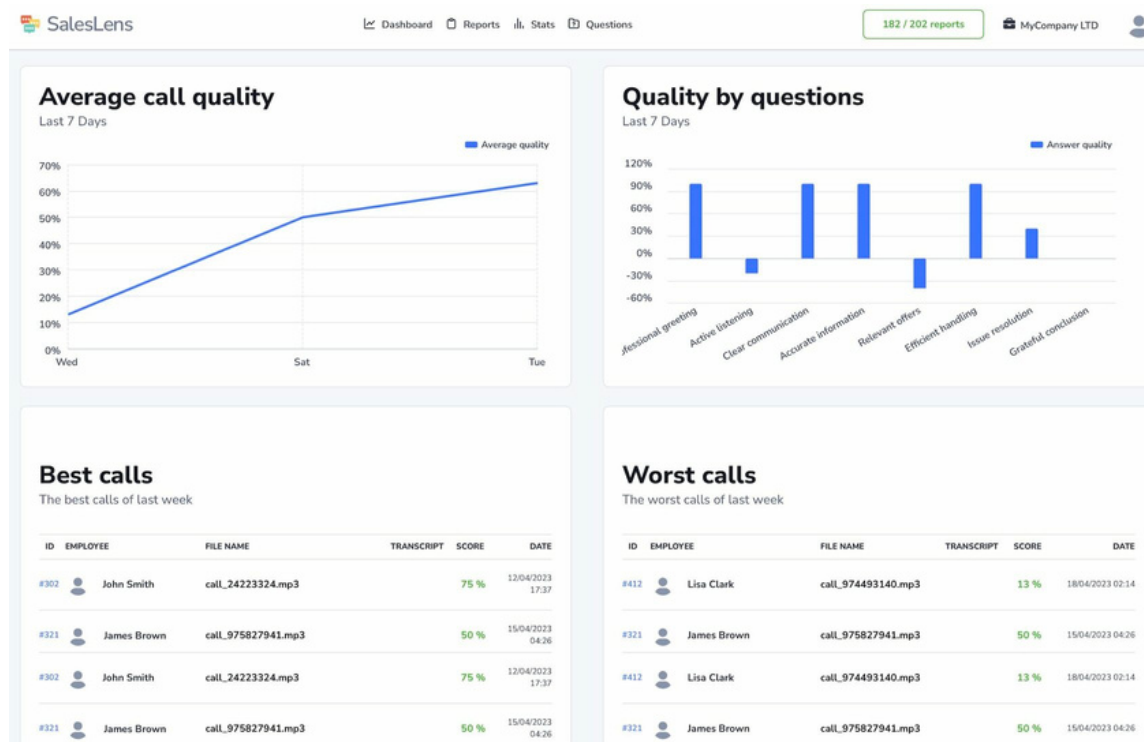 SalesLens
Dashboard Reports Stats Questions
182 / 202 reports
MyCompany LTD
Average call quality
Last 7 Days
Average quality
70%
60%
50%
40%
30%
20%
10%
0%
Wed Sat Tue
Quality by questions
Last 7 Days
Answer quality
120%
90%
60%
30%
0%
-30%
-60%
ofessional greeting
Active listening
Clear communication
Accurate information
Relevant offers
Efficient handling
Issue resolution
Grateful conclusion
Best calls
The best calls of last week
ID EMPLOYEE FILE NAME TRANSCRIPT SCORE DATE
#302 John Smith call_24223324.mp3 75 % 12/04/2023
17:37
#321 James Brown call_975827941.mp3 50 % 15/04/2023
04:26
#302 John Smith call_24223324.mp3 75 % 12/04/2023
17:37
#321 James Brown call_975827941.mp3 50 % 15/04/2023
04:26
Worst calls
The worst calls of last week
ID EMPLOYEE FILE NAME TRANSCRIPT SCORE DATE
#412 Lisa Clark call_974493140.mp3 13 % 18/04/2023 02:14
#321 James Brown call_975827941.mp3 50 % 15/04/2023 04:26
#412 Lisa Clark call_974493140.mp3 13 % 18/04/2023 02:14
#321 James Brown call_975827941.mp3 50 % 15/04/2023 04:26